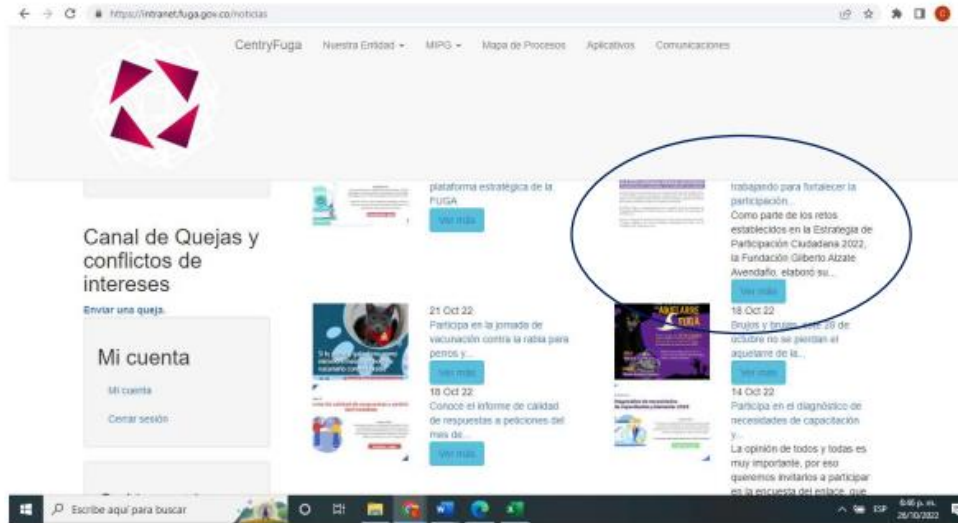 https://intranet.fuga.gov.co/noticias
CentryFuga Nuestra Entidad MIPG Mapa de Procesos Aplicativos Comunicaciones
plataforma estratégica de la
FUGA
Ver más
trabajando para fortalecer la
participación...
Como parte de los retos
establecidos en la Estrategia de
Participación Ciudadana 2022,
la Fundación Gilberto Alzate
Avendaño, elaboró su...
Ver más
Canal de Quejas y
conflictos de
intereses
Enviar una queja.
Mi cuenta
Mi cuenta
Cerrar sesión
21 Oct 22
Participa en la jornada de
vacunación contra la rabia para
perros y...
Ver más
AQUELARRE
FUGA
18 Oct 22
Brujos y brujas, este 28 de
octubre no se pierdan el
aquelarre de la...
Ver más
18 Oct 22
Conoce el informe de calidad
de respuestas a peticiones del
mes de...
Ver más
Diagnóstico de necesidades
14 Oct 22
Participa en el diagnóstico de
necesidades de capacitación
y...
La opinión de todos y todas es
muy importante, por eso
queremos invitarlos a participar
en la encuesta del enlace, que
Escribe aquí para buscar
ESP
6:46 p. m.
26/10/2022